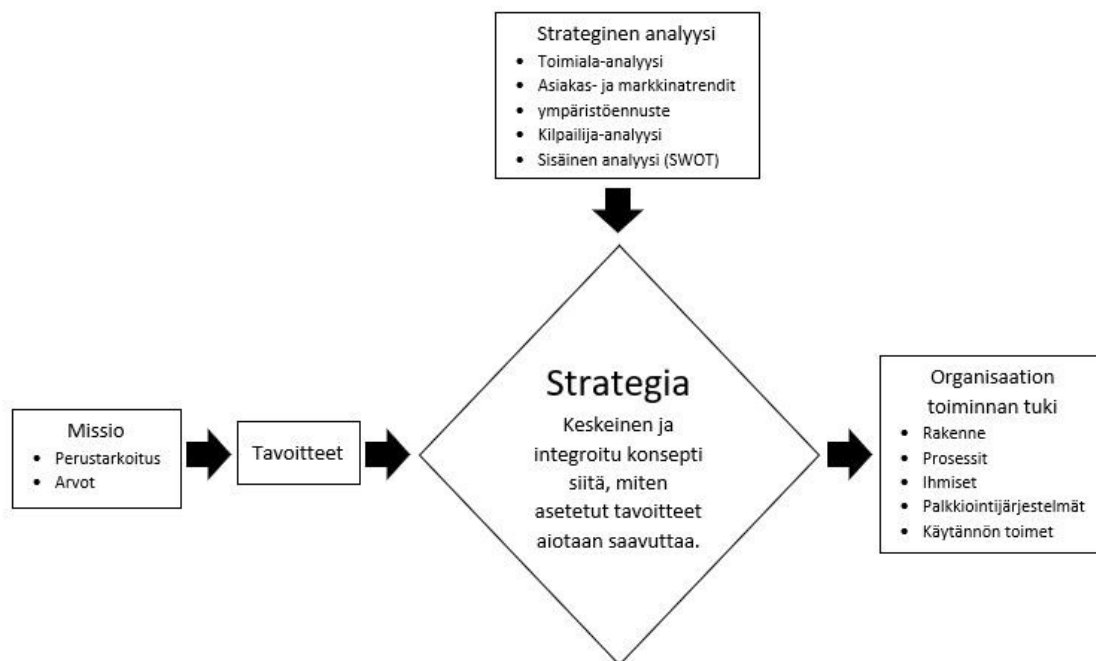 Strateginen analyysi
• Toimiala-analyysi
• Asiakas- ja markkinatrendit
• ympäristöennuste
• Kilpailija-analyysi
• Sisäinen analyysi (SWOT)
Missio
• Perustarkoitus
• Arvot
Tavoitteet
Strategia
Keskeinen ja
integroitu konsepti
siitä, miten
asetetut tavoitteet
aiotaan saavuttaa.
Organisaation
toiminnan tuki
• Rakenne
• Prosessit
• Ihmiset
• Palkkiointijärjestelmät
• Käytännön toimet